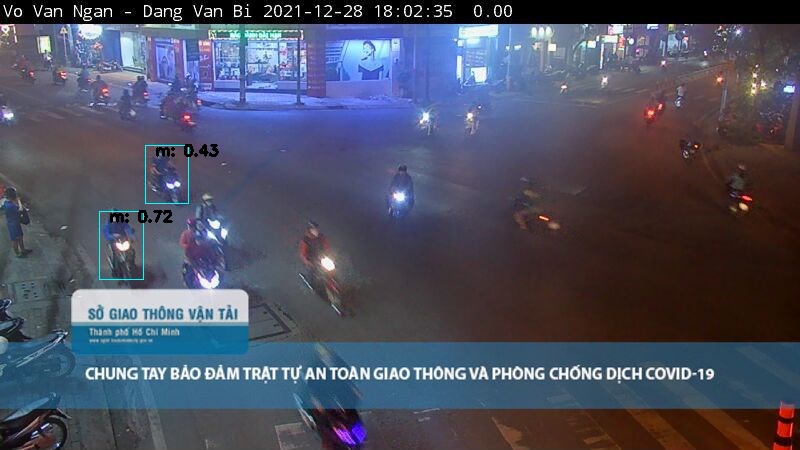 Vo Van Ngan - Dang Van Bi 2021-12-28 18:02:35 0.00
m: 0.43
m: 0.72
SỞ GIAO THÔNG VẬN TẢI
Thành phố Hồ Chí Minh
CHUNG TAY BẢO ĐẢM TRẬT TỰ AN TOÀN GIAO THÔNG VÀ PHÒNG CHỐNG DỊCH COVID-19